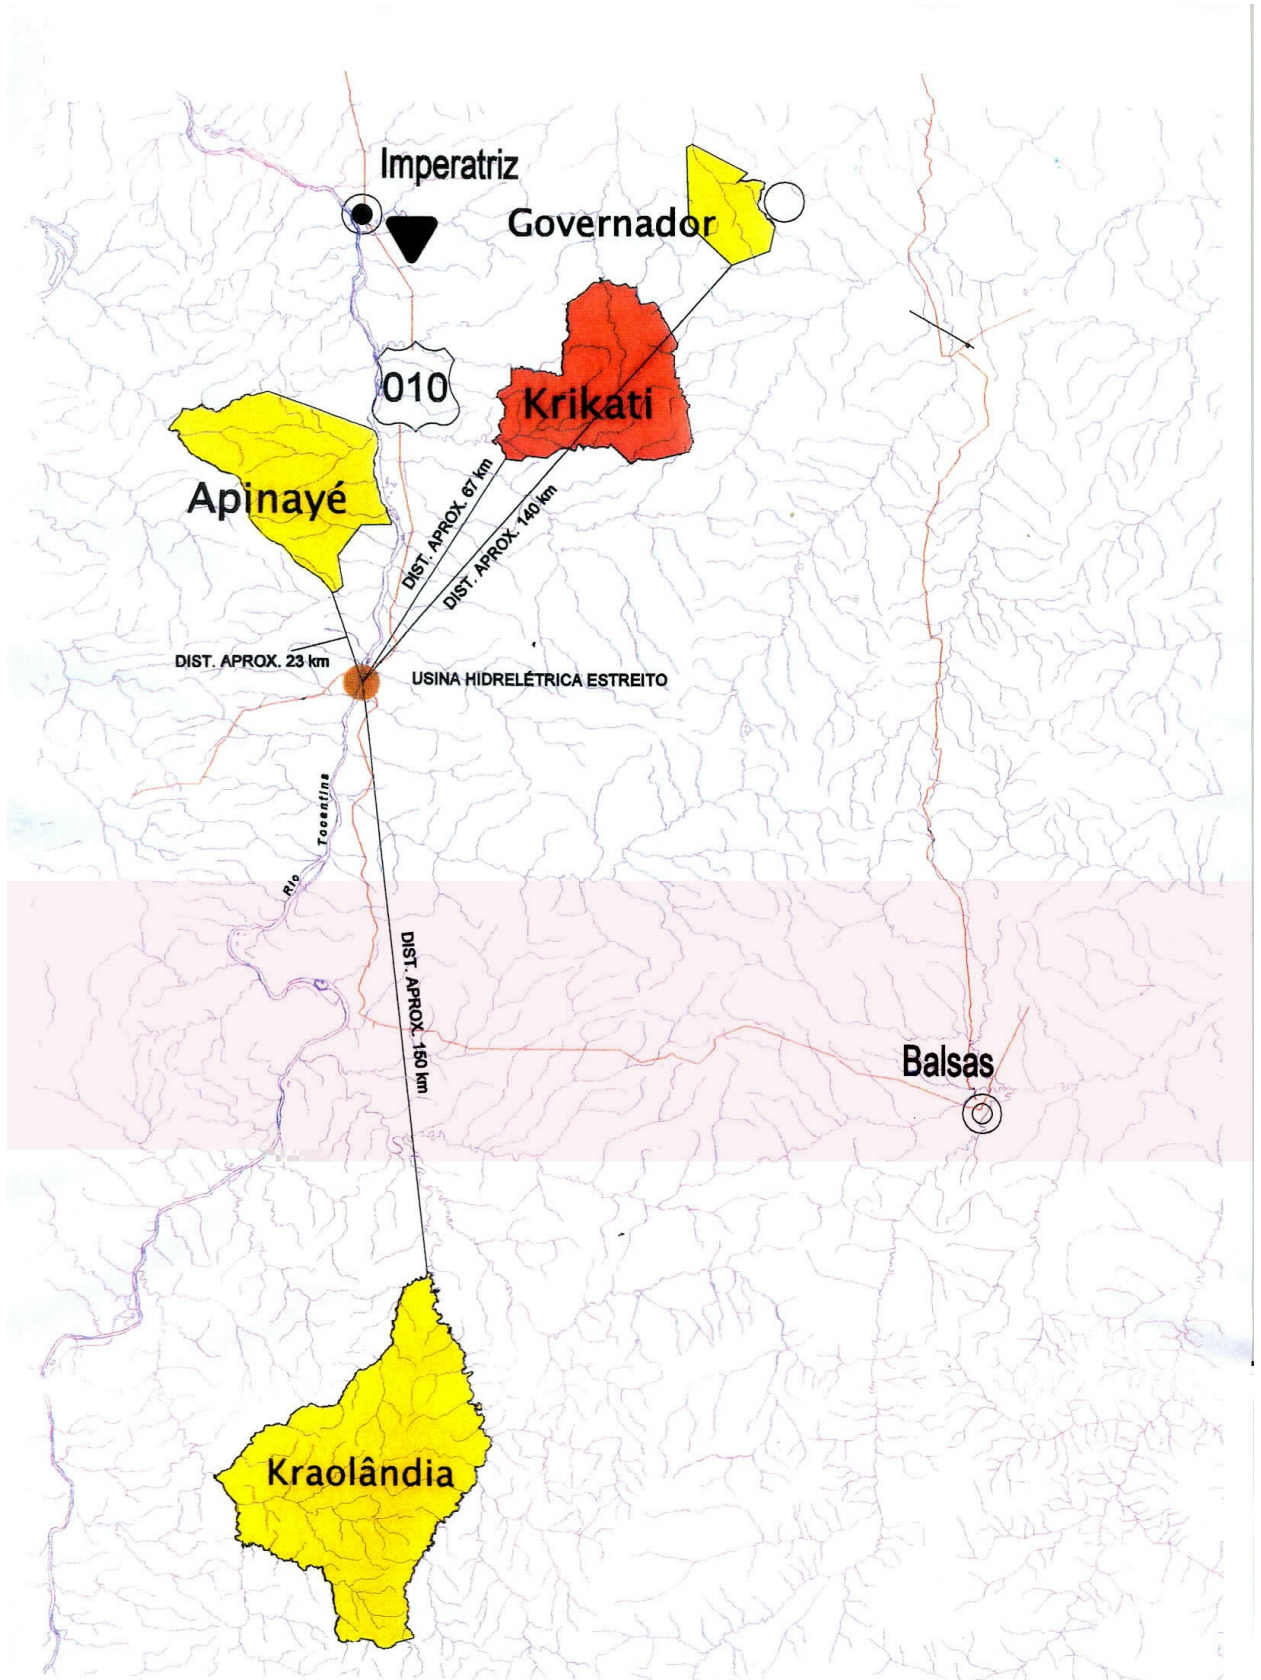 Imperatriz
Governador
010
Krikati
Apinayé
DIST. APROX. 67 km
DIST. APROX. 140 km
DIST. APROX. 23 km
USINA HIDRELÉTRICA ESTREITO
Rio Tocantins
DIST. APROX. 150 km
Balsas
Kraolândia